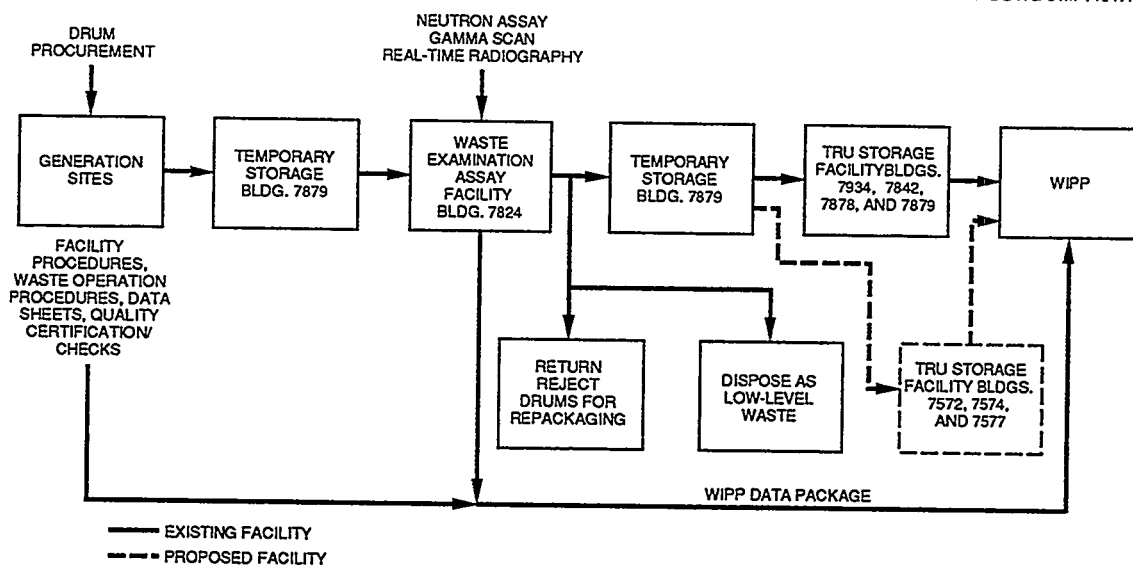 DRUM
PROCUREMENT
NEUTRON ASSAY
GAMMA SCAN
REAL-TIME RADIOGRAPHY
GENERATION
SITES
TEMPORARY
STORAGE
BLDG. 7879
WASTE
EXAMINATION
ASSAY
FACILITY
BLDG. 7824
TEMPORARY
STORAGE
BLDG. 7879
TRU STORAGE
FACILITYBLDGS.
7934, 7842,
7878, AND 7879
WIPP
FACILITY
PROCEDURES,
WASTE OPERATION
PROCEDURES, DATA
SHEETS, QUALITY
CERTIFICATION/
CHECKS
RETURN
REJECT
DRUMS FOR
REPACKAGING
DISPOSE AS
LOW-LEVEL
WASTE
TRU STORAGE
FACILITY BLDGS.
7572, 7574,
AND 7577
WIPP DATA PACKAGE
EXISTING FACILITY
PROPOSED FACILITY